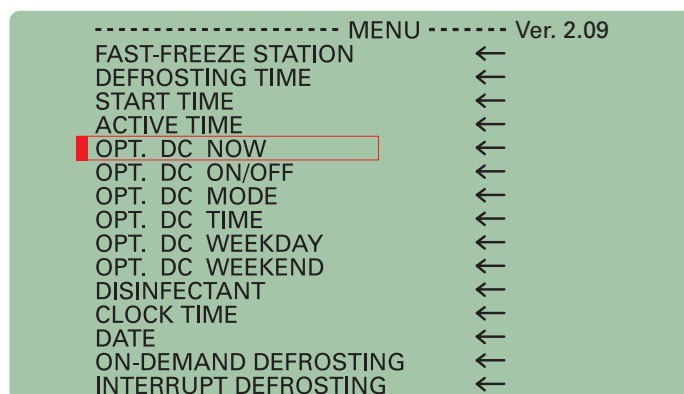 --------------------- MENU ------- Ver. 2.09
FAST-FREEZE STATION ←
DEFROSTING TIME ←
START TIME ←
ACTIVE TIME ←
OPT. DC NOW ←
OPT. DC ON/OFF ←
OPT. DC MODE ←
OPT. DC TIME ←
OPT. DC WEEKDAY ←
OPT. DC WEEKEND ←
DISINFECTANT ←
CLOCK TIME ←
DATE ←
ON-DEMAND DEFROSTING ←
INTERRUPT DEFROSTING ←